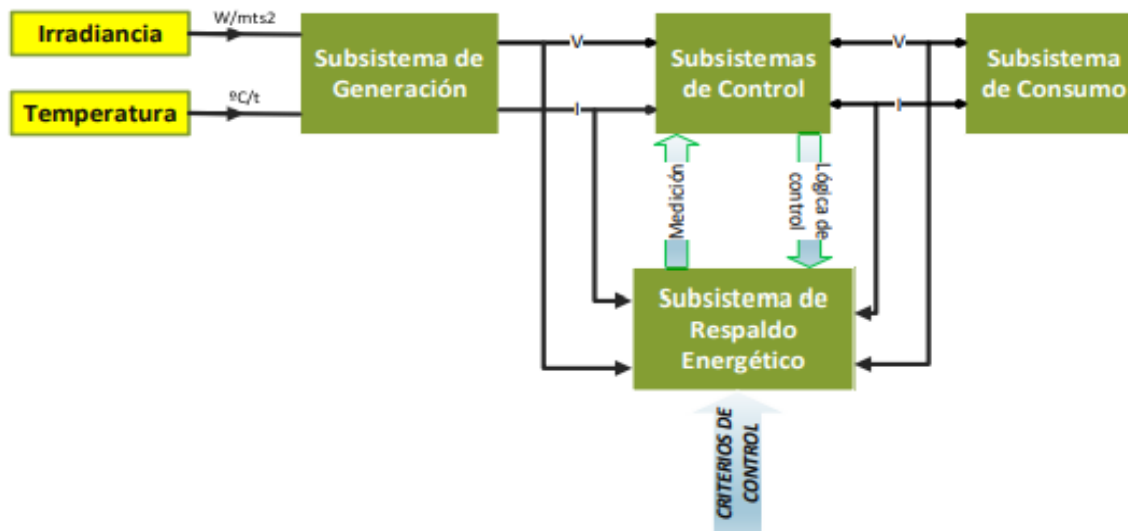 Irradiancia
W/mts2
Temperatura
ºC/t
Subsistema de
Generación
V
I
Subsistemas
de Control
V
I
Subsistema
de Consumo
Medición
Lógica de
control
Subsistema de
Respaldo
Energético
CRITERIOS DE
CONTROL